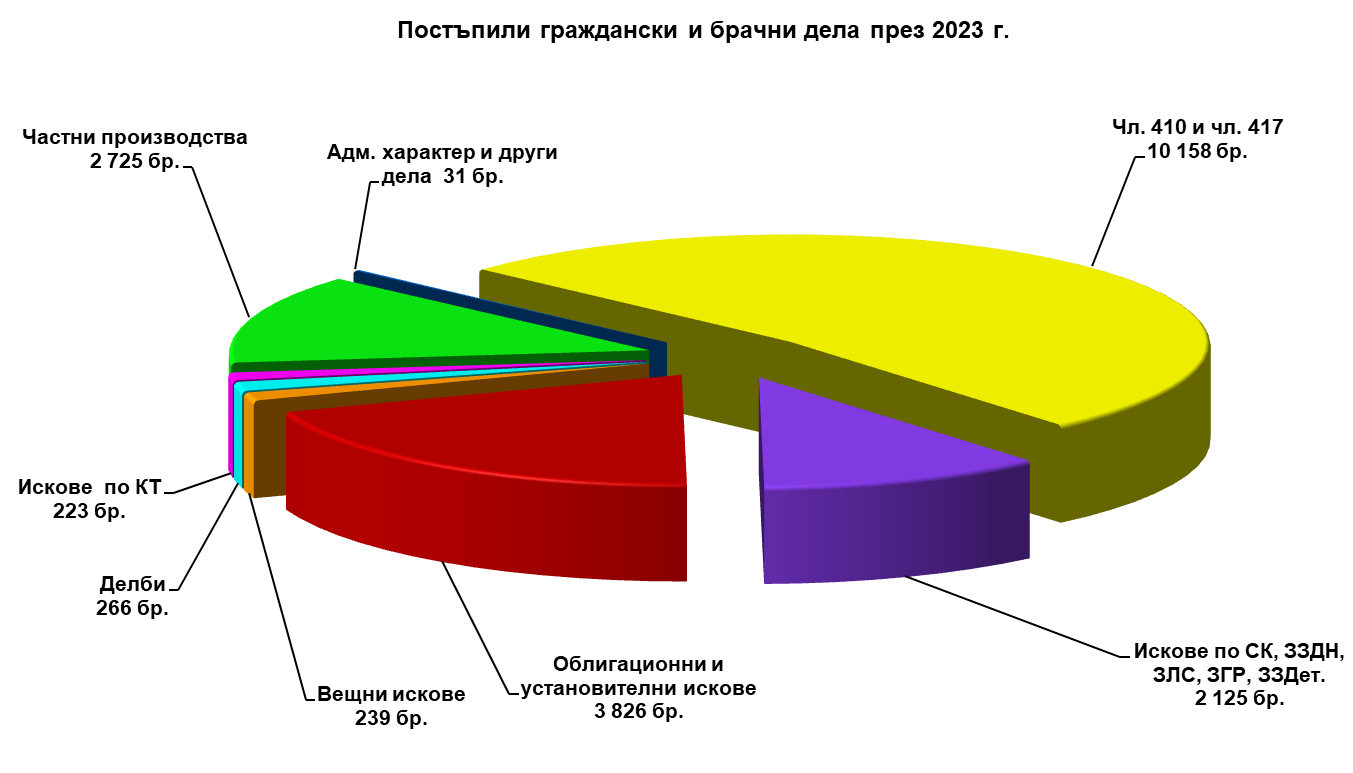 Постъпили граждански и брачни дела през 2023 г.
Чл. 410 и чл. 417
10 158 бр.
Частни производства
2 725 бр.
Адм. характер и други
дела 31 бр.
Искове по КТ
223 бр.
Делби
266 бр.
Вещни искове
239 бр.
Облигационни и
установителни искове
3 826 бр.
Искове по СК, ЗЗДН,
ЗЛС, ЗГР, ЗЗДет.
2 125 бр.